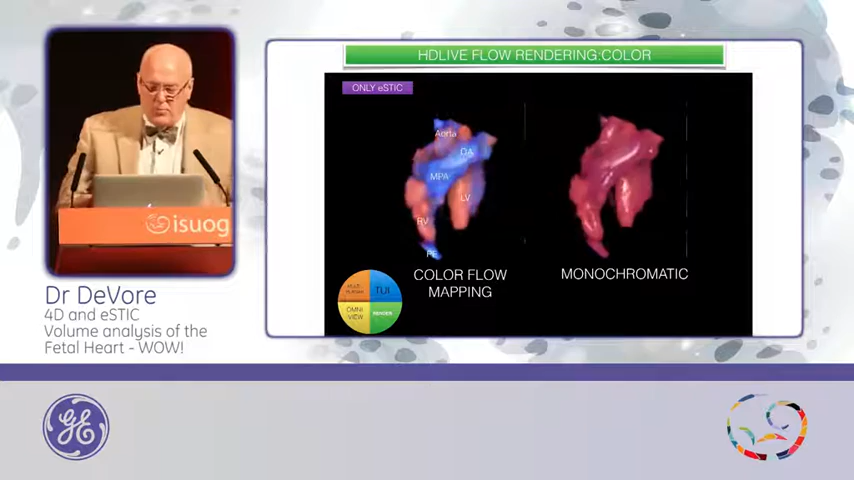 HDLIVE FLOW RENDERING:COLOR
ONLY eSTIC
Aorta
DA
MPA
LV
RV
COLOR FLOW
MAPPING
MONOCHROMATIC
TUI
OMNI
VIEW
RENDER
isuog
Dr DeVore
4D and eSTIC
Volume analysis of the
Fetal Heart - WOW!
GE